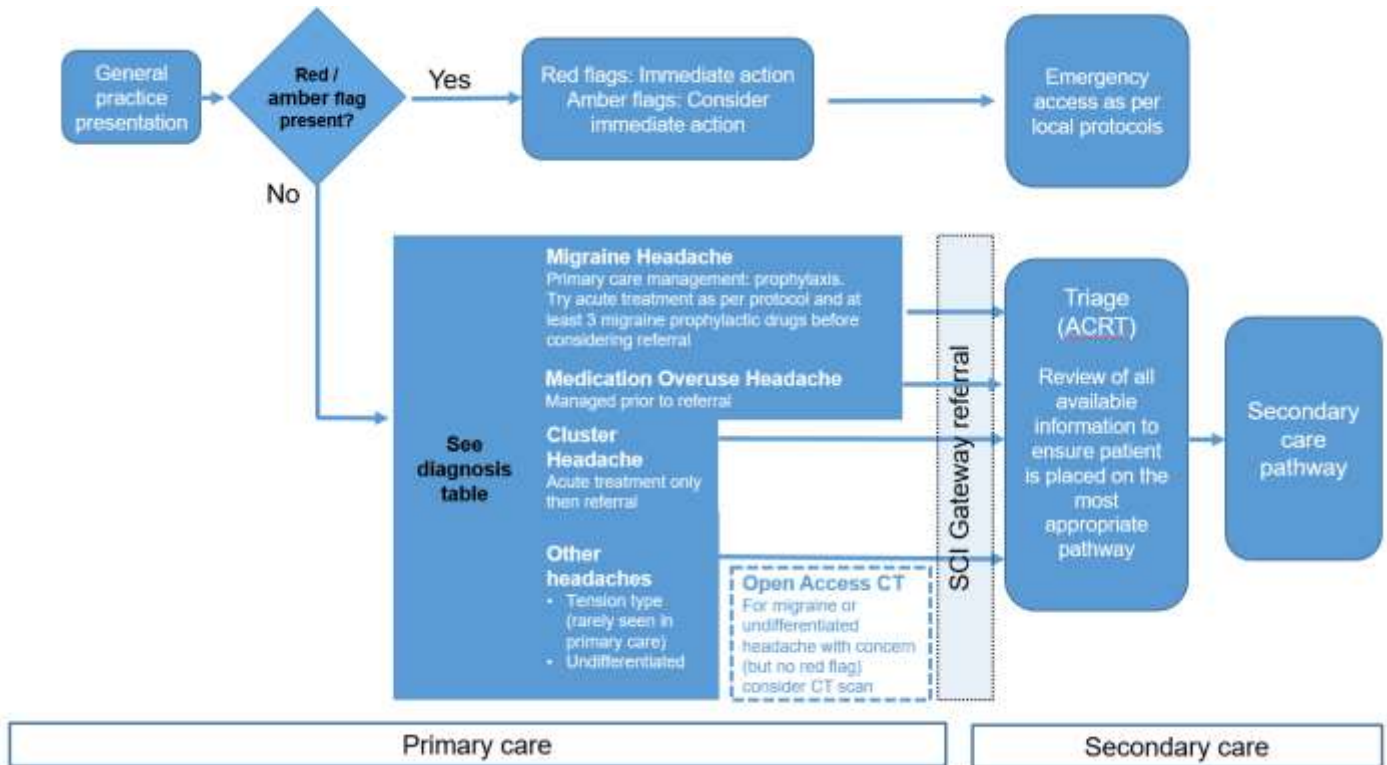 General
practice
presentation
Red /
amber flag
present?
Yes
No
Red flags: Immediate action
Amber flags: Consider
immediate action
Emergency
access as per
local protocols
See
diagnosis
table
Migraine Headache
Primary care management: prophylaxis.
Try acute treatment as per protocol and at
least 3 migraine prophylactic drugs before
considering referral
Medication Overuse Headache
Managed prior to referral
Cluster
Headache
Acute treatment only
then referral
Other
headaches
• Tension type
(rarely seen in
primary care)
• Undifferentiated
Open Access CT
For migraine or
undifferentiated
headache with concern
(but no red flag)
consider CT scan
SCI Gateway referral
Triage
(ACRT)
Review of all
available
information to
ensure patient
is placed on the
most
appropriate
pathway
Secondary
care
pathway
Primary care
Secondary care